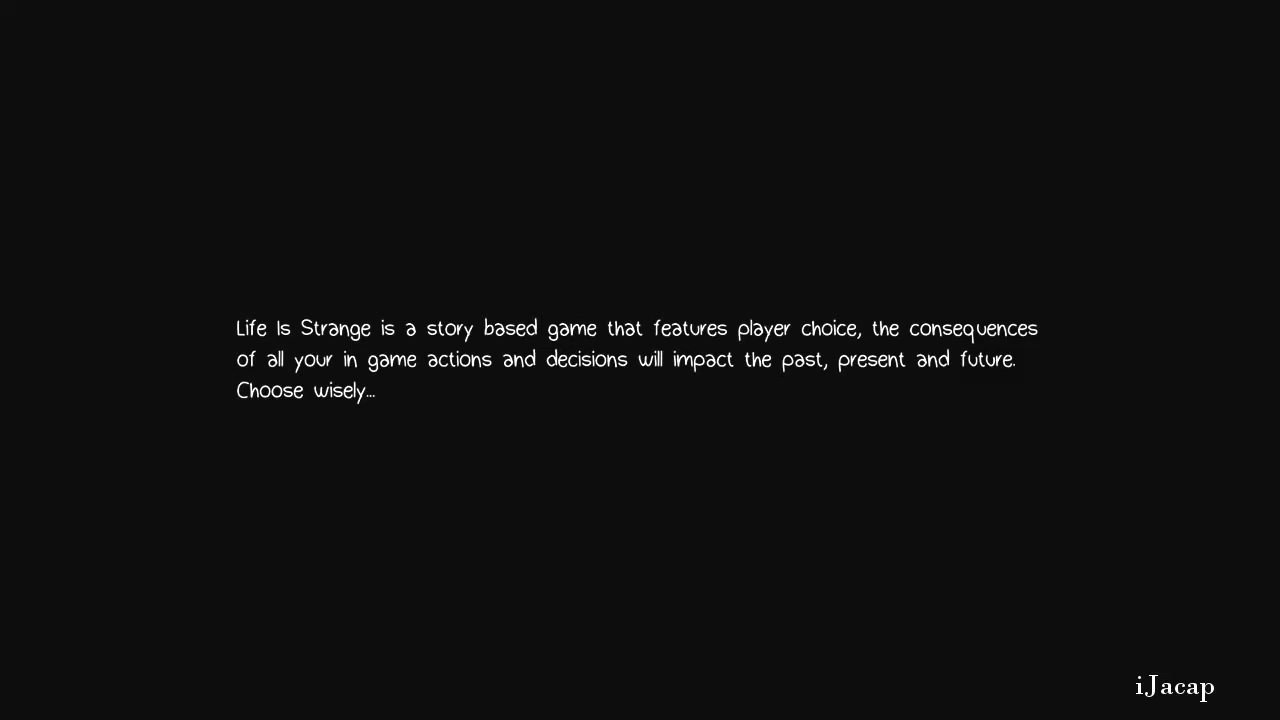 Life Is Strange is a story based game that features player choice, the consequences
of all your in game actions and decisions will impact the past, present and future.
Choose wisely...
iJacap